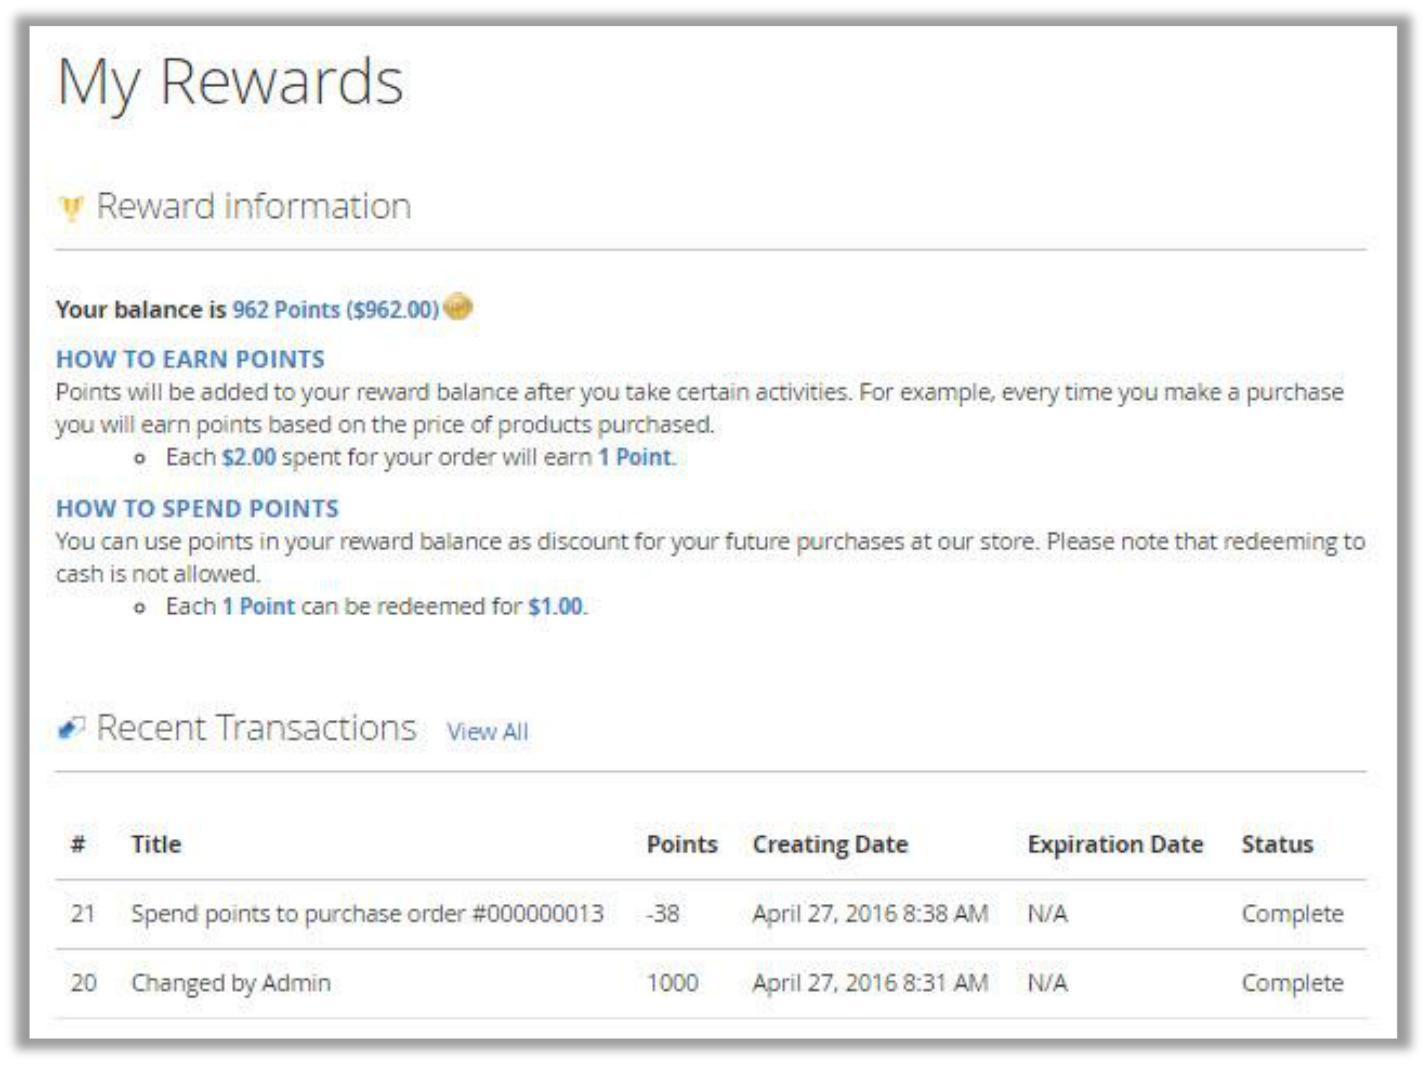 My Rewards
Reward information
Your balance is 962 Points ($962.00)
HOW TO EARN POINTS
Points will be added to your reward balance after you take certain activities. For example, every time you make a purchase
you will earn points based on the price of products purchased.
Each $2.00 spent for your order will earn 1 Point.
HOW TO SPEND POINTS
You can use points in your reward balance as discount for your future purchases at our store. Please note that redeeming to
cash is not allowed.
Each 1 Point can be redeemed for $1.00.
Recent Transactions View All
# Title Points Creating Date Expiration Date Status
21 Spend points to purchase order #000000013 -38 April 27, 2016 8:38 AM N/A Complete
20 Changed by Admin 1000 April 27, 2016 8:31 AM N/A Complete